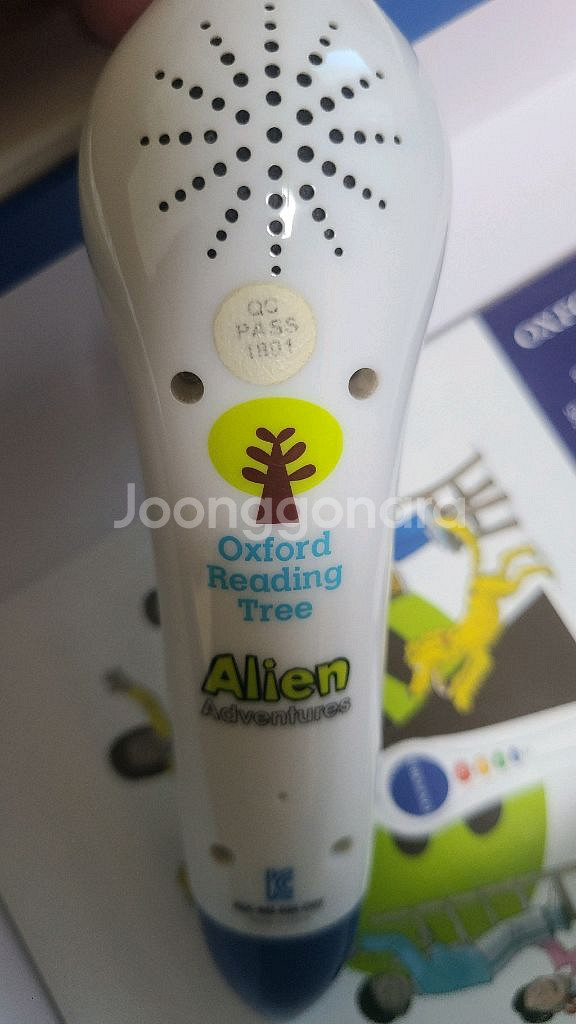 QC
PASS
1801
Joonggonara
Oxford
Reading
Tree
Alien
Adventures